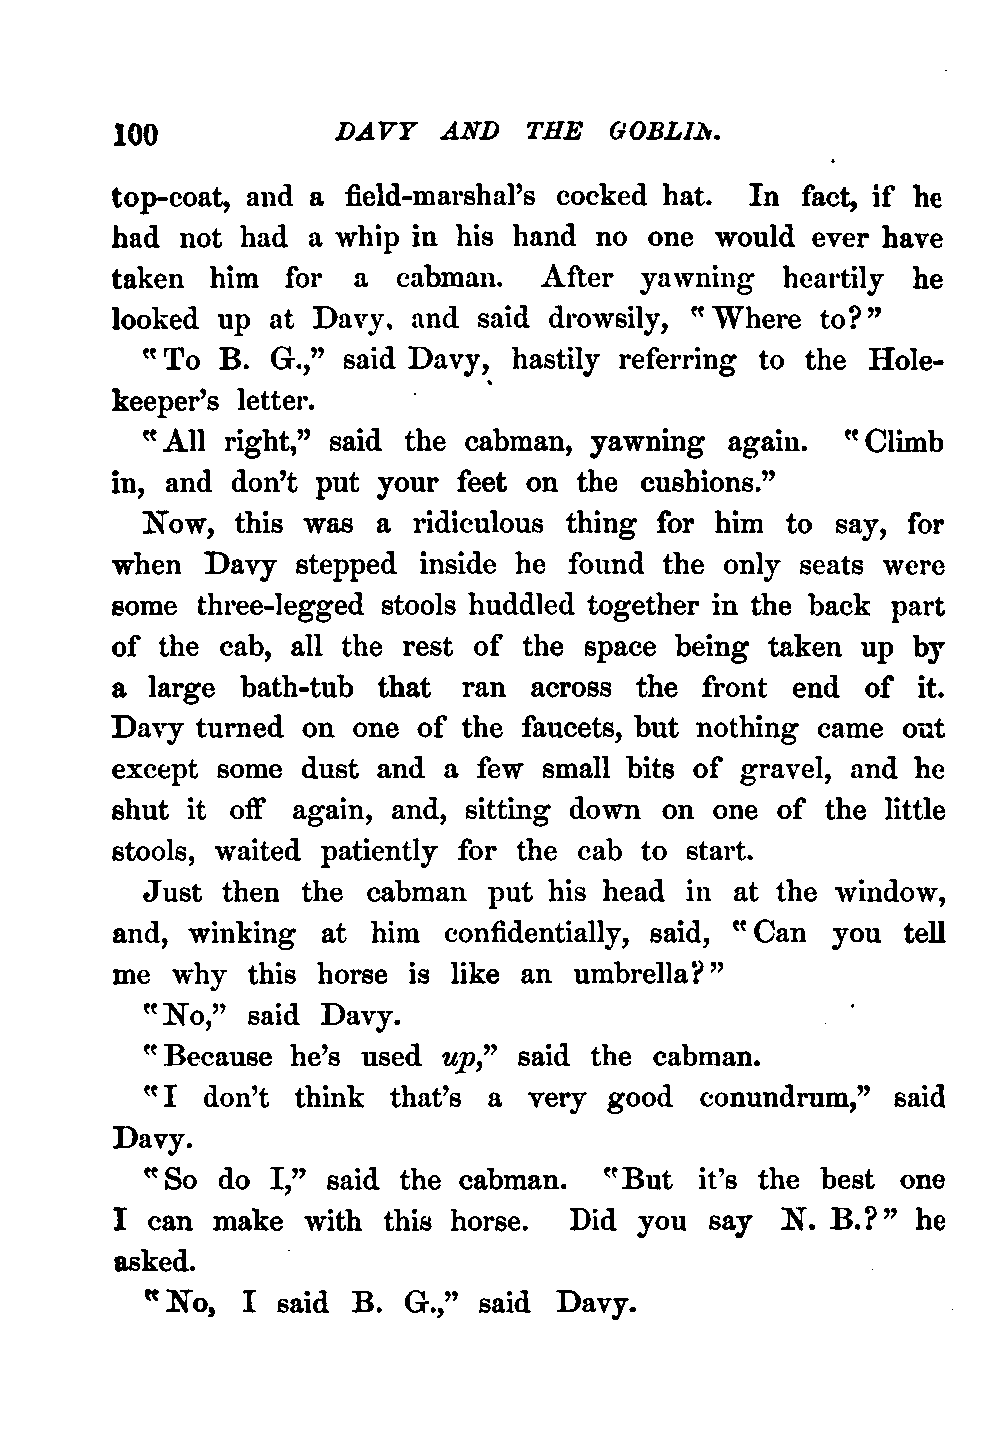 100 DAVY AND THE GOBLIN.
top-coat, and a field-marshal's cocked hat. In fact, if he
had not had a whip in his hand no one would ever have
taken him for a cabman. After yawning heartily he
looked up at Davy, and said drowsily, "Where to?"
"To B. G.," said Davy, hastily referring to the Hole-
keeper's letter.
"All right," said the cabman, yawning again. "Climb
in, and don't put your feet on the cushions."
Now, this was a ridiculous thing for him to say, for
when Davy stepped inside he found the only seats were
some three-legged stools huddled together in the back part
of the cab, all the rest of the space being taken up by
a large bath-tub that ran across the front end of it.
Davy turned on one of the faucets, but nothing came out
except some dust and a few small bits of gravel, and he
shut it off again, and, sitting down on one of the little
stools, waited patiently for the cab to start.
Just then the cabman put his head in at the window,
and, winking at him confidentially, said, "Can you tell
me why this horse is like an umbrella?"
"No," said Davy.
"Because he's used up," said the cabman.
"I don't think that's a very good conundrum," said
Davy.
"So do I," said the cabman. "But it's the best one
I can make with this horse. Did you say N. B.?" he
asked.
"No, I said B. G.," said Davy.